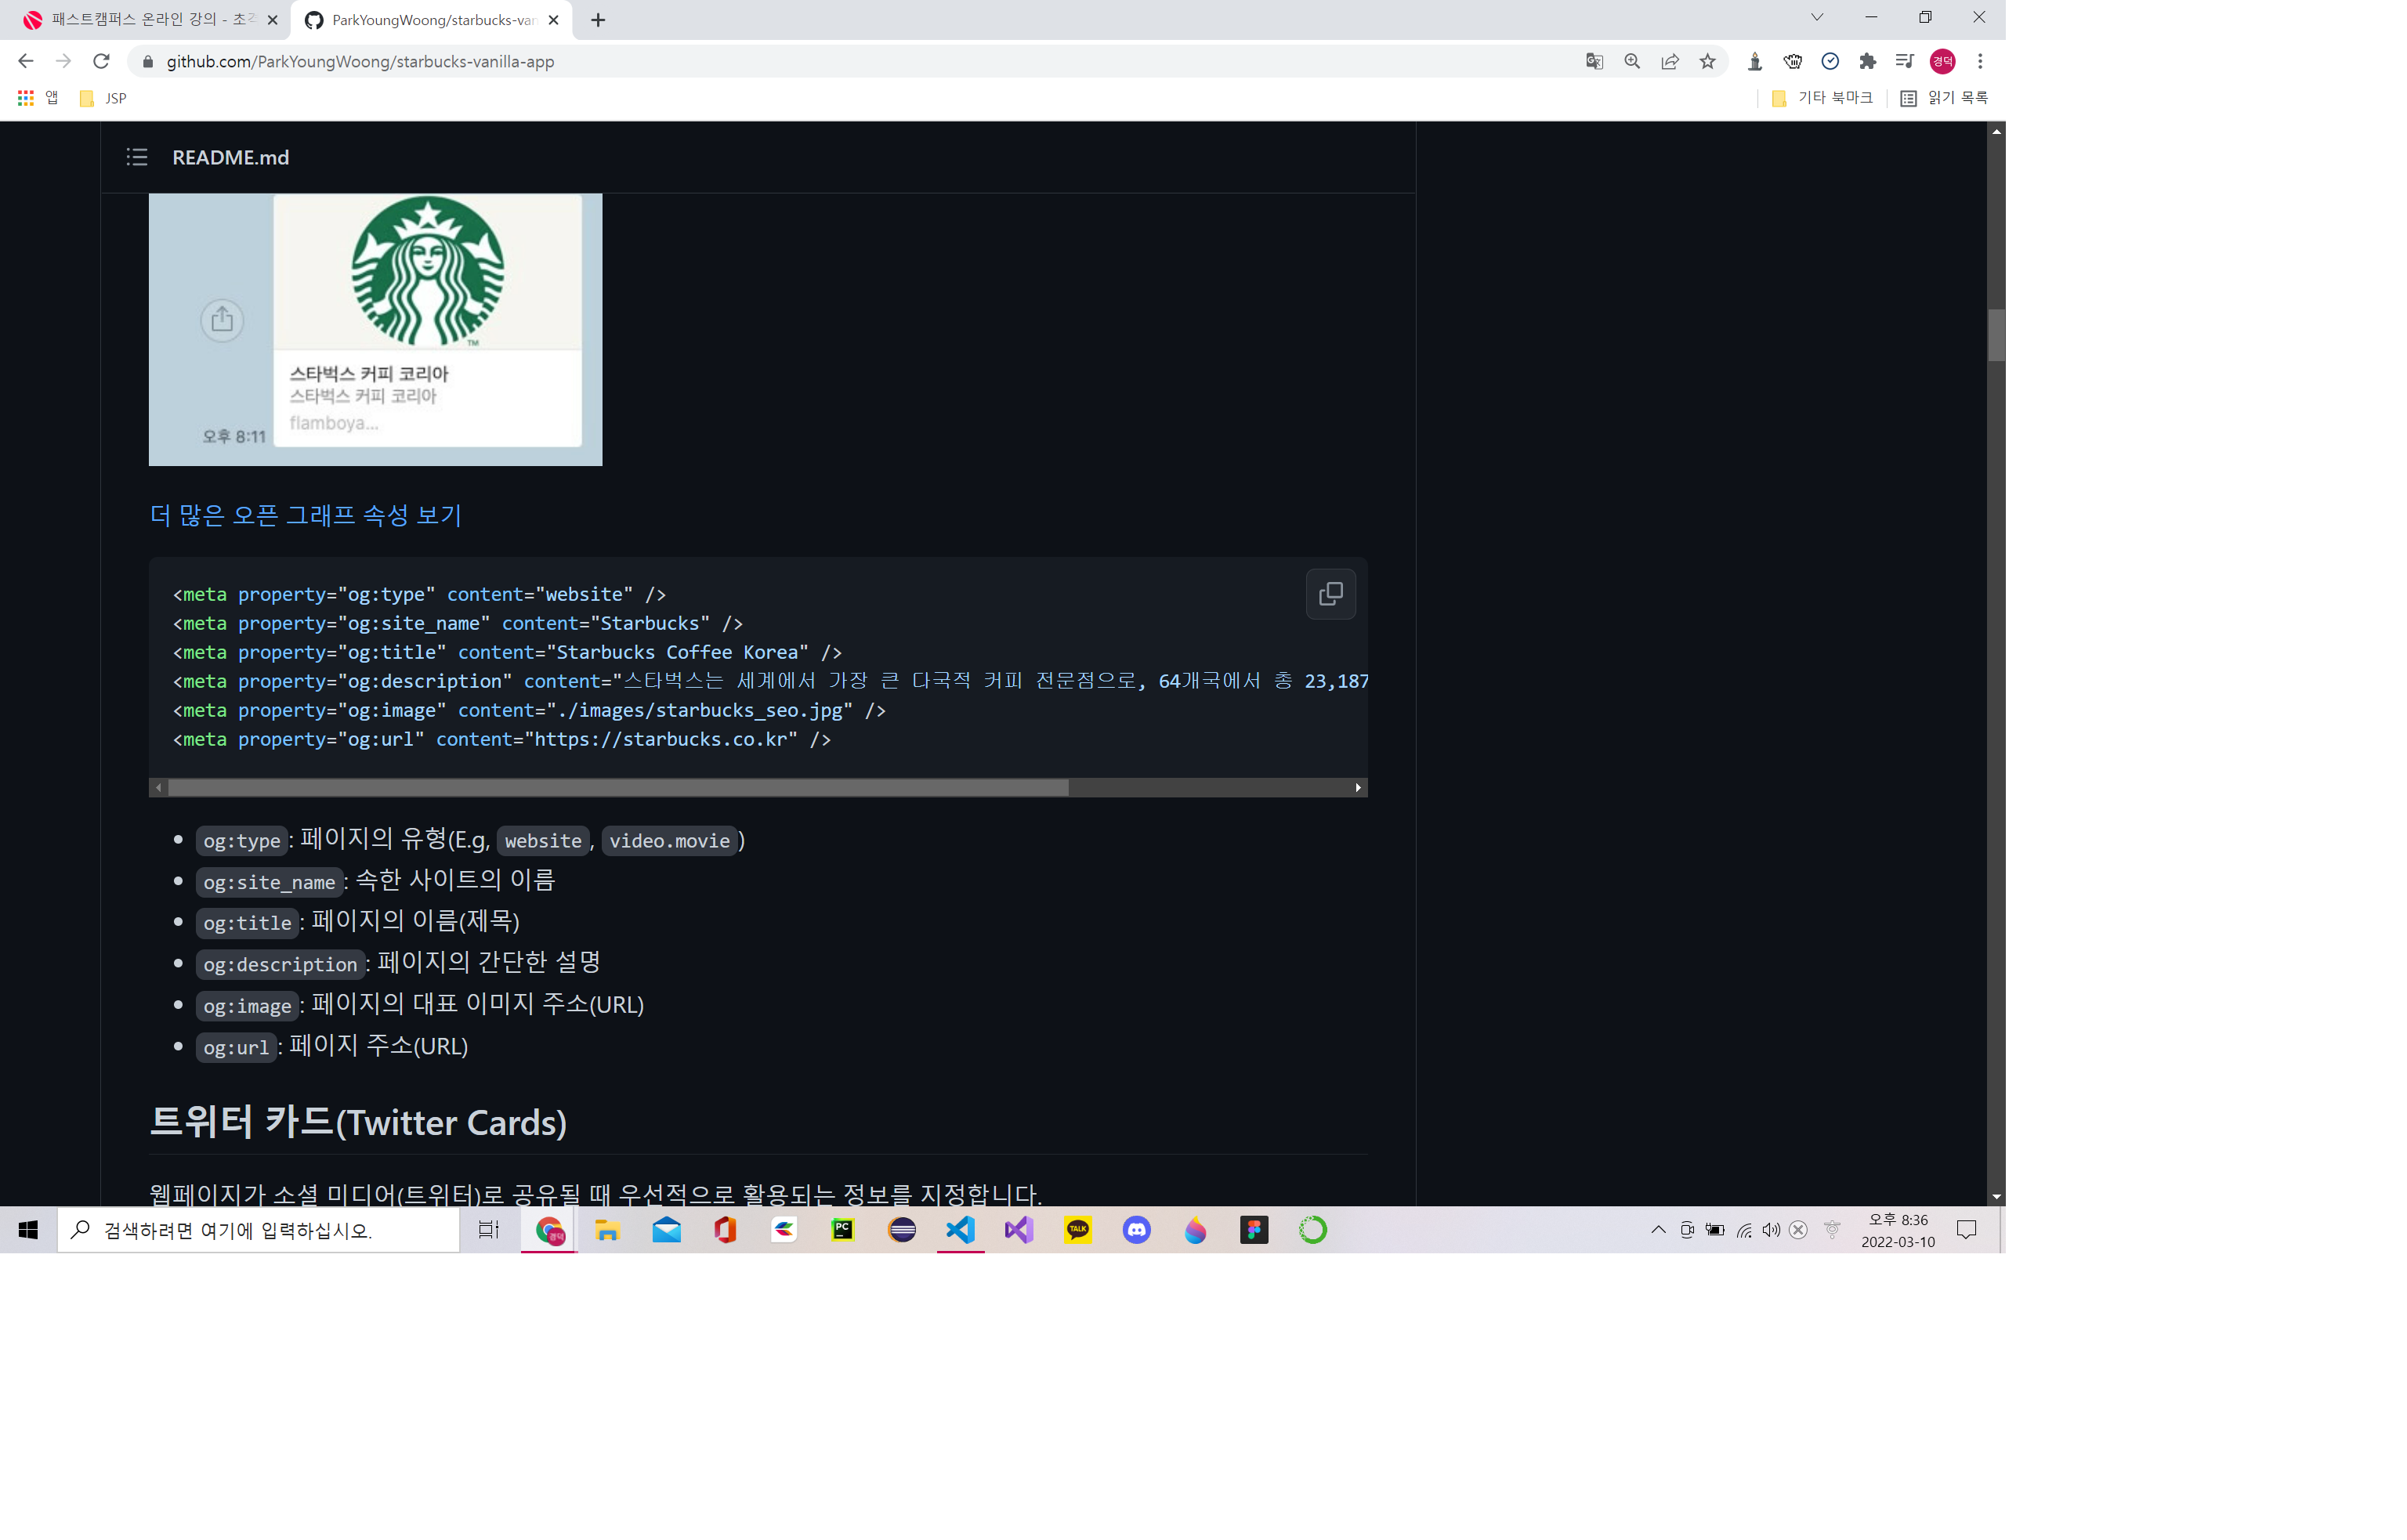 패스트캠퍼스 온라인 강의 - 초격
ParkYoungWoong/starbucks-van
github.com/ParkYoungWoong/starbucks-vanilla-app
경덕
앱
JSP
기타 북마크
읽기 목록
README.md
TM
스타벅스 커피 코리아
스타벅스 커피 코리아
flamboya...
오후 8:11
더 많은 오픈 그래프 속성 보기
<meta property="og:type" content="website" />
<meta property="og:site_name" content="Starbucks" />
<meta property="og:title" content="Starbucks Coffee Korea" />
<meta property="og:description" content="스타벅스는 세계에서 가장 큰 다국적 커피 전문점으로, 64개국에서 총 23,187
<meta property="og:image" content="./images/starbucks_seo.jpg" />
<meta property="og:url" content="https://starbucks.co.kr" />
og:type: 페이지의 유형(E.g, website, video.movie)
og:site_name: 속한 사이트의 이름
og:title: 페이지의 이름(제목)
og:description: 페이지의 간단한 설명
og:image: 페이지의 대표 이미지 주소(URL)
og:url: 페이지 주소(URL)
트위터 카드(Twitter Cards)
웹페이지가 소셜 미디어(트위터)로 공유될 때 우선적으로 활용되는 정보를 지정합니다.
검색하려면 여기에 입력하십시오.
경덕
PC
TALK
오후 8:36
2022-03-10